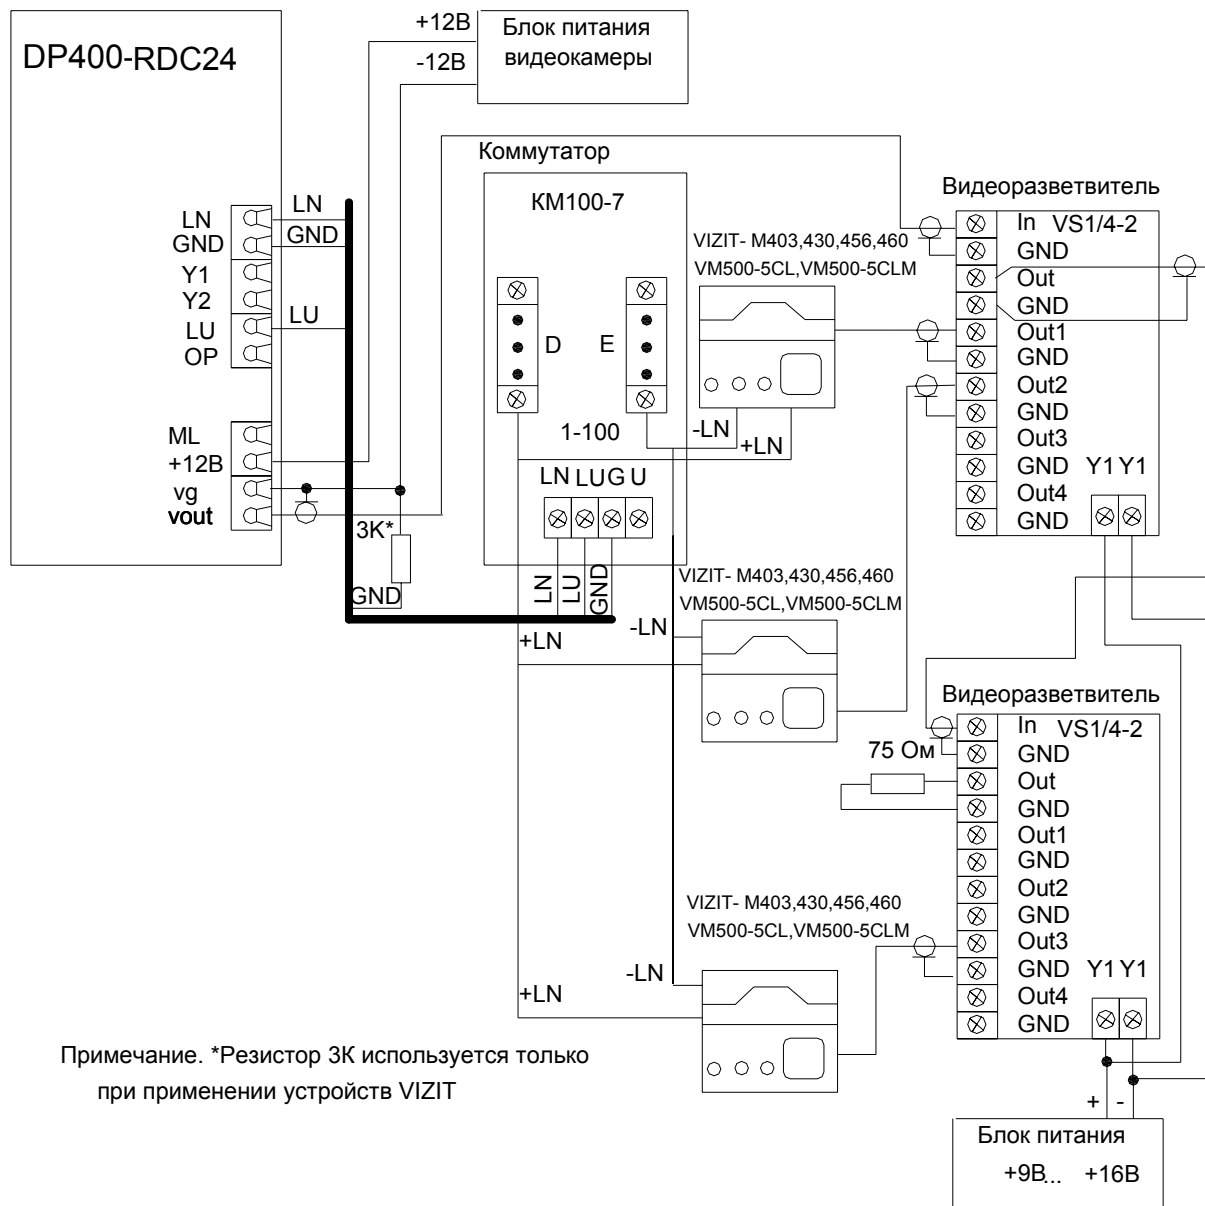 DP400-RDC24
+12В
-12В
Блок питания
видеокамеры
Коммутатор
КМ100-7
Видеоразветвитель
LN
GND
Y1
Y2
LU
OP
ML
+12В
vg
vout
LN
GND
LU
3K*
GND
D
E
1-100
LN
LU
G
U
LN
LU
GND
VIZIT- М403,430,456,460
VM500-5CL,VM500-5CLM
-LN
+LN
In
VS1/4-2
GND
Out
GND
Out1
GND
Out2
GND
Out3
GND
Y1
Y1
Out4
GND
VIZIT- М403,430,456,460
VM500-5CL,VM500-5CLM
-LN
+LN
Видеоразветвитель
75 Ом
In
VS1/4-2
GND
Out
GND
Out1
GND
Out2
GND
Out3
GND
Y1
Y1
Out4
GND
VIZIT- М403,430,456,460
VM500-5CL,VM500-5CLM
-LN
+LN
Примечание. *Резистор 3К используется только
при применении устройств VIZIT
+
-
Блок питания
+9В... +16В